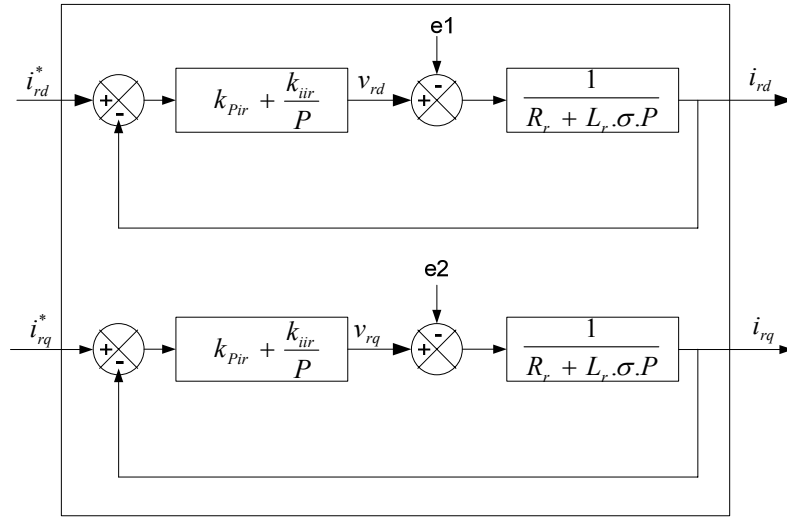 e1
i*rd + - kPir + kiir/P vrd + - 1/(Rr + Lr.σ.P) ird
e2
i*rq + - kPir + kiir/P vrq + - 1/(Rr + Lr.σ.P) irq